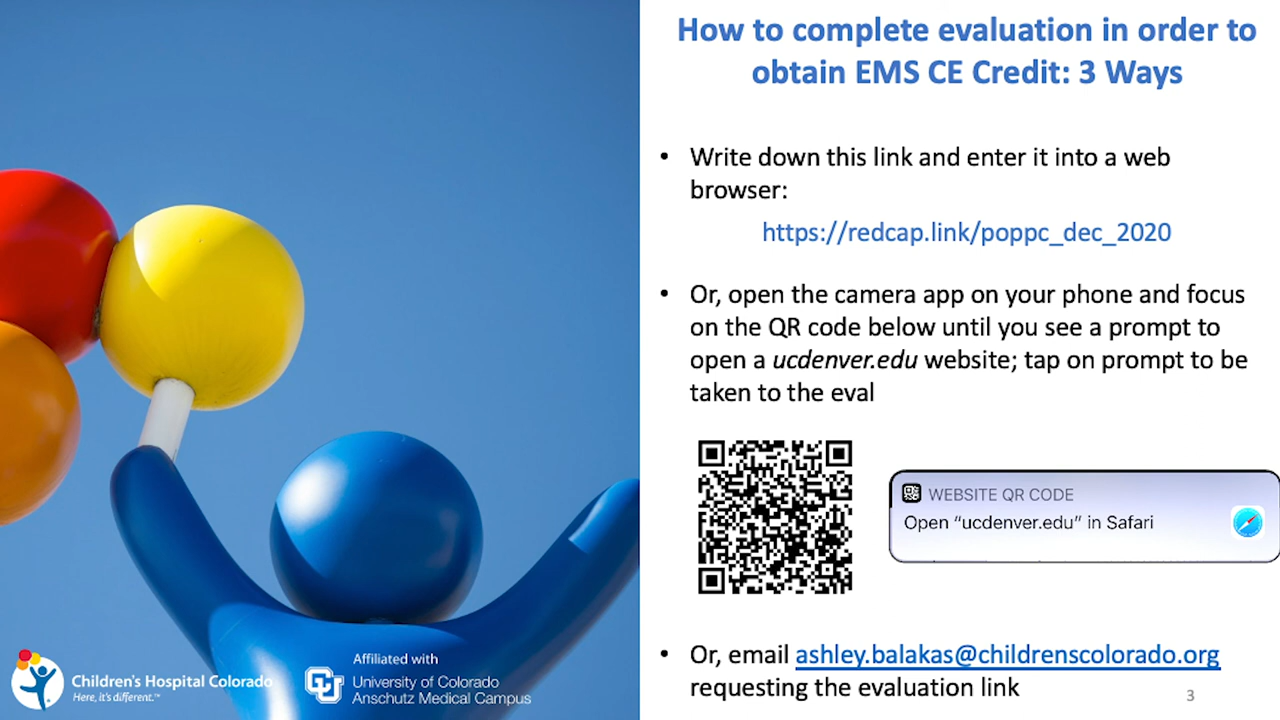 How to complete evaluation in order to
obtain EMS CE Credit: 3 Ways
• Write down this link and enter it into a web
browser:
https://redcap.link/poppc_dec_2020
• Or, open the camera app on your phone and focus
on the QR code below until you see a prompt to
open a ucdenver.edu website; tap on prompt to be
taken to the eval
WEBSITE QR CODE
Open “ucdenver.edu” in Safari
• Or, email ashley.balakas@childrenscolorado.org
requesting the evaluation link
3
Children's Hospital Colorado
Here, it's different.™
Affiliated with
University of Colorado
Anschutz Medical Campus